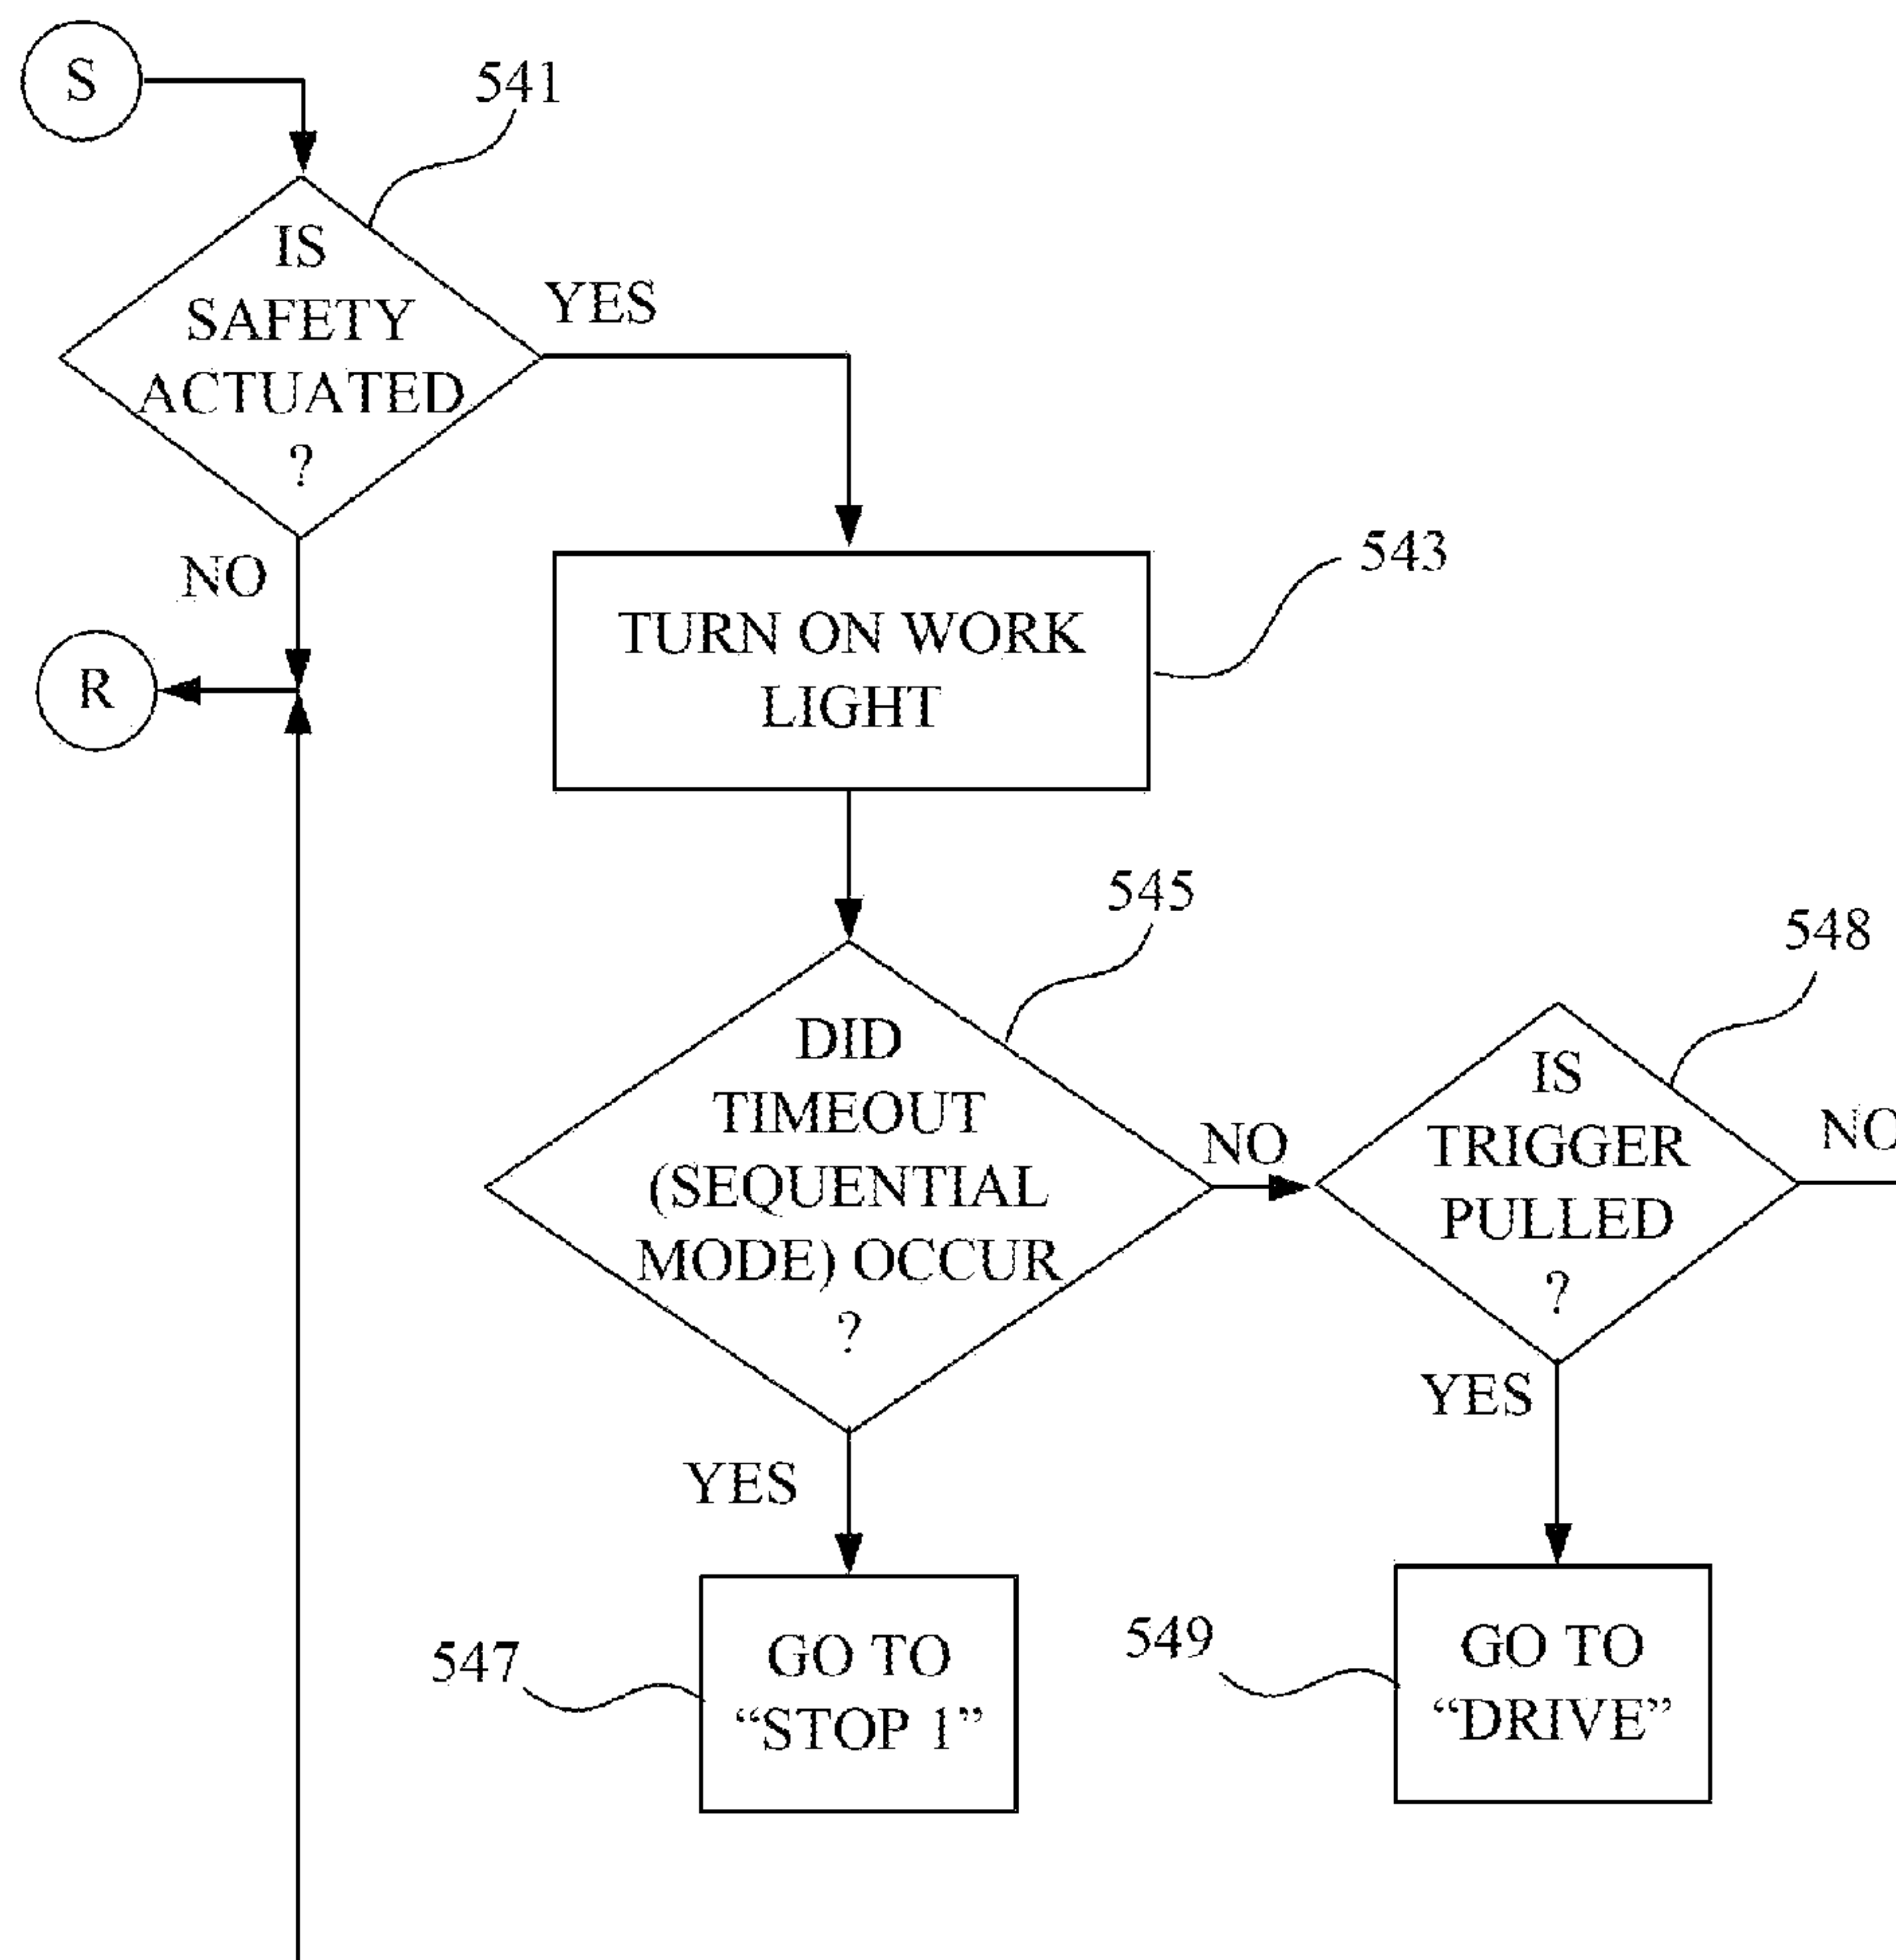 S
541
IS
SAFETY
ACTUATED
?
YES
NO
R
TURN ON WORK
LIGHT
543
545
DID
TIMEOUT
(SEQUENTIAL
MODE) OCCUR
?
NO
YES
548
IS
TRIGGER
PULLED
?
NO
YES
547
GO TO
“STOP 1”
549
GO TO
“DRIVE”